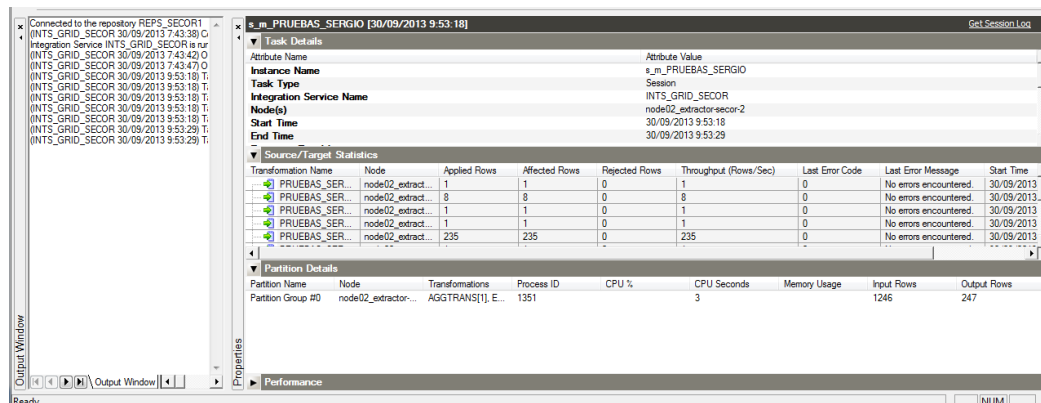 Connected to the repository REPS_SECOR1
(INTS_GRID_SECOR 30/09/2013 7:43:38) C
Integration Service INTS_GRID_SECOR is rur
(INTS_GRID_SECOR 30/09/2013 7:43:42) O
(INTS_GRID_SECOR 30/09/2013 7:43:47) O
(INTS_GRID_SECOR 30/09/2013 9:53:18) T
(INTS_GRID_SECOR 30/09/2013 9:53:18) T
(INTS_GRID_SECOR 30/09/2013 9:53:18) T
(INTS_GRID_SECOR 30/09/2013 9:53:18) T
(INTS_GRID_SECOR 30/09/2013 9:53:18) T
(INTS_GRID_SECOR 30/09/2013 9:53:29) T
(INTS_GRID_SECOR 30/09/2013 9:53:29) T
Output Window
Output Window
Ready
s_m_PRUEBAS_SERGIO [30/09/2013 9:53:18] Get Session Log
Task Details
Attribute Name Attribute Value
Instance Name s_m_PRUEBAS_SERGIO
Task Type Session
Integration Service Name INTS_GRID_SECOR
Node(s) node02_extractor-secor-2
Start Time 30/09/2013 9:53:18
End Time 30/09/2013 9:53:29
Source/Target Statistics
Transformation Name Node Applied Rows Affected Rows Rejected Rows Throughput (Rows/Sec) Last Error Code Last Error Message Start Time
PRUEBAS_SER... node02_extract... 1 1 0 1 0 No errors encountered. 30/09/2013
PRUEBAS_SER... node02_extract... 8 8 0 8 0 No errors encountered. 30/09/2013
PRUEBAS_SER... node02_extract... 1 1 0 1 0 No errors encountered. 30/09/2013
PRUEBAS_SER... node02_extract... 1 1 0 1 0 No errors encountered. 30/09/2013
PRUEBAS_SER... node02_extract... 235 235 0 235 0 No errors encountered. 30/09/2013
Partition Details
Partition Name Node Transformations Process ID CPU % CPU Seconds Memory Usage Input Rows Output Rows
Partition Group #0 node02_extractor-... AGGTRANS[1], E... 1351 3 1246 247
Properties
Performance
NUM